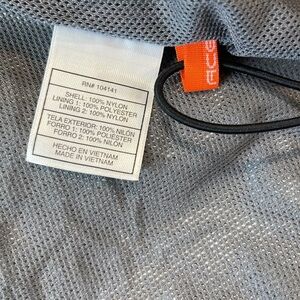 RN# 104141
SHELL: 100% NYLON
LINING 1: 100% POLYESTER
LINING 2: 100% NYLON
TELA EXTERIOR: 100% NILÓN
FORRO 1: 100% POLIÉSTER
FORRO 2: 100% NILÓN
HECHO EN VIETNAM
MADE IN VIETNAM
ACG